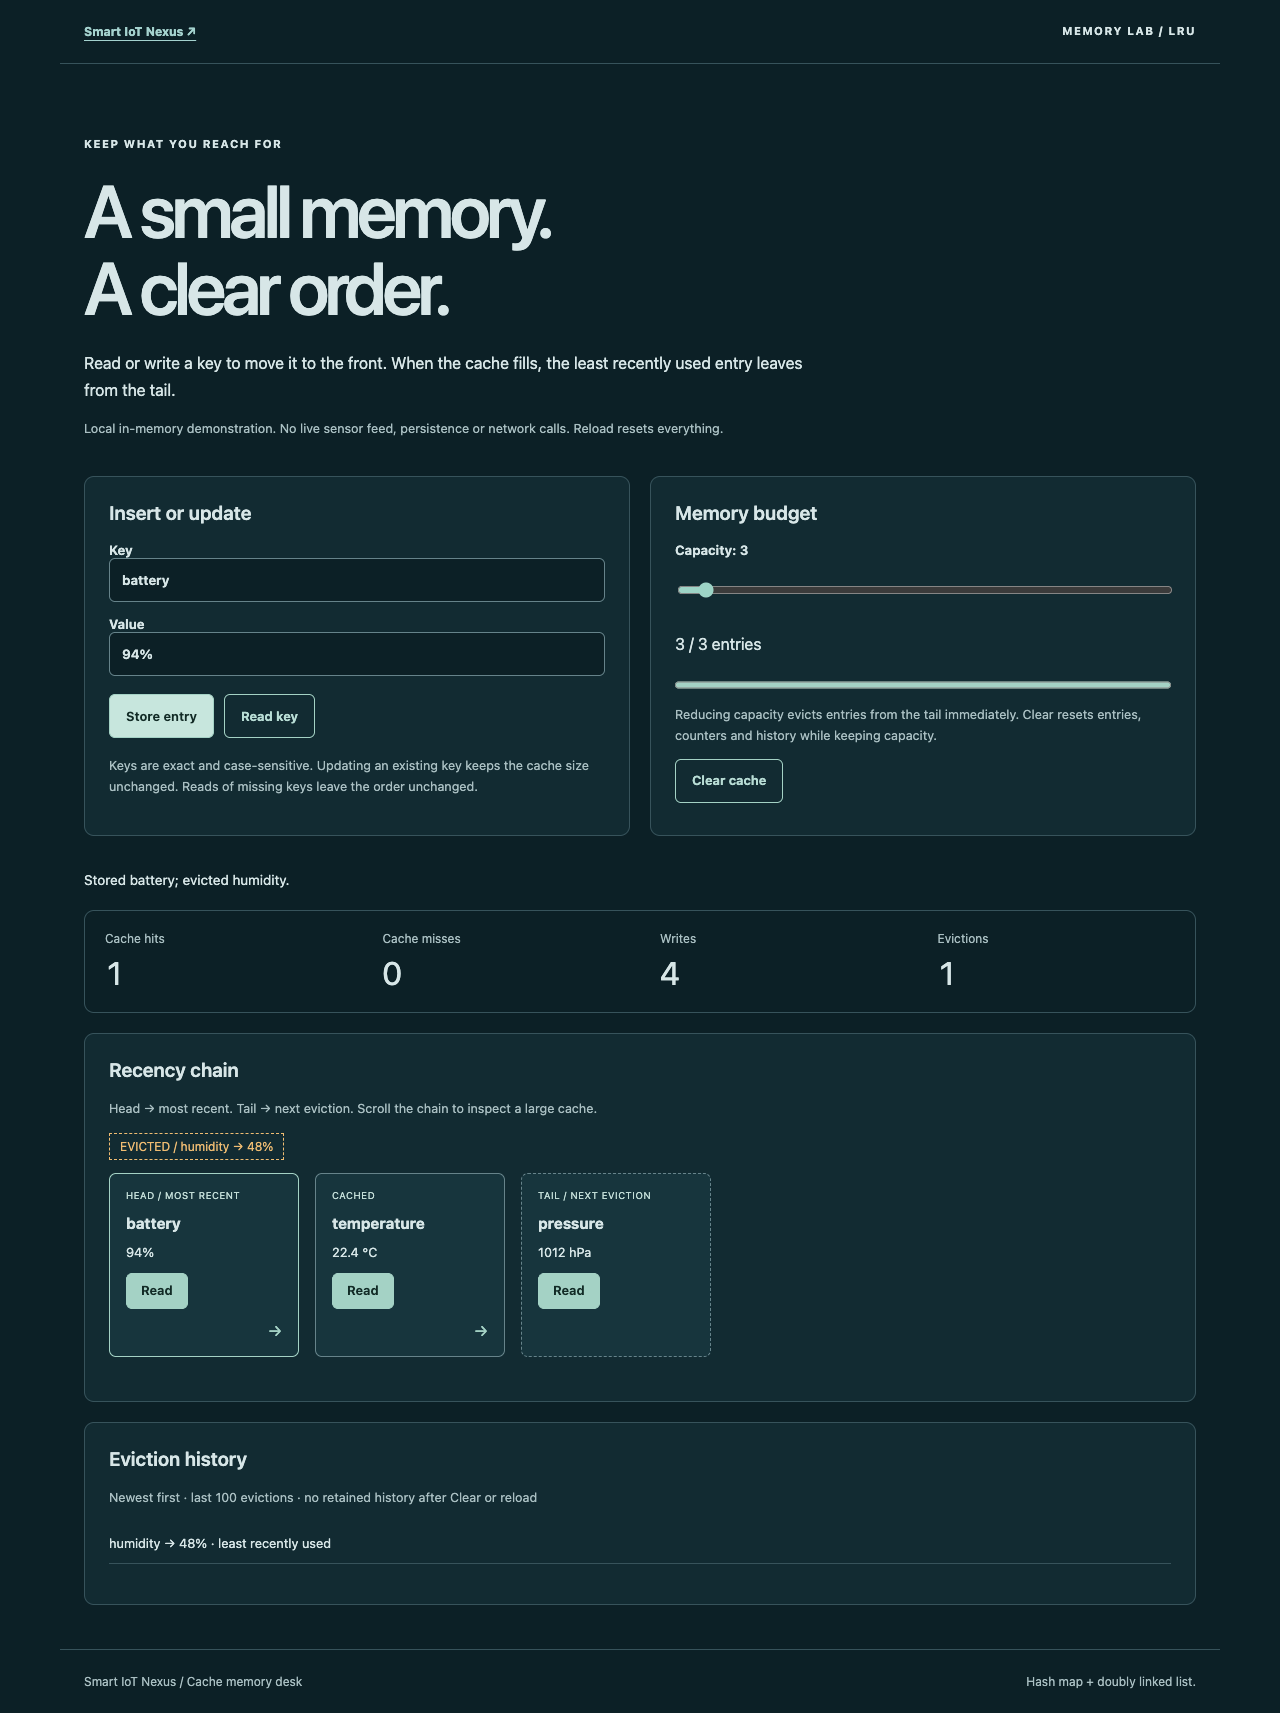 Smart IoT Nexus ↗
MEMORY LAB / LRU
KEEP WHAT YOU REACH FOR
A small memory.
A clear order.
Read or write a key to move it to the front. When the cache fills, the least recently used entry leaves
from the tail.
Local in-memory demonstration. No live sensor feed, persistence or network calls. Reload resets everything.
Insert or update
Key
battery
Value
94%
Store entry
Read key
Keys are exact and case-sensitive. Updating an existing key keeps the cache size
unchanged. Reads of missing keys leave the order unchanged.
Memory budget
Capacity: 3
3 / 3 entries
Reducing capacity evicts entries from the tail immediately. Clear resets entries,
counters and history while keeping capacity.
Clear cache
Stored battery; evicted humidity.
Cache hits
1
Cache misses
0
Writes
4
Evictions
1
Recency chain
Head → most recent. Tail → next eviction. Scroll the chain to inspect a large cache.
EVICTED / humidity → 48%
HEAD / MOST RECENT
battery
94%
Read
→
CACHED
temperature
22.4 °C
Read
→
TAIL / NEXT EVICTION
pressure
1012 hPa
Read
Eviction history
Newest first · last 100 evictions · no retained history after Clear or reload
humidity → 48% · least recently used
Smart IoT Nexus / Cache memory desk
Hash map + doubly linked list.